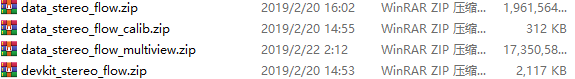 data_stereo_flow.zip 2019/2/20 16:02 WinRAR ZIP 压缩... 1,961,564...
data_stereo_flow_calib.zip 2019/2/20 14:55 WinRAR ZIP 压缩... 312 KB
data_stereo_flow_multiview.zip 2019/2/22 2:12 WinRAR ZIP 压缩... 17,350,58...
devkit_stereo_flow.zip 2019/2/20 14:53 WinRAR ZIP 压缩... 2,117 KB